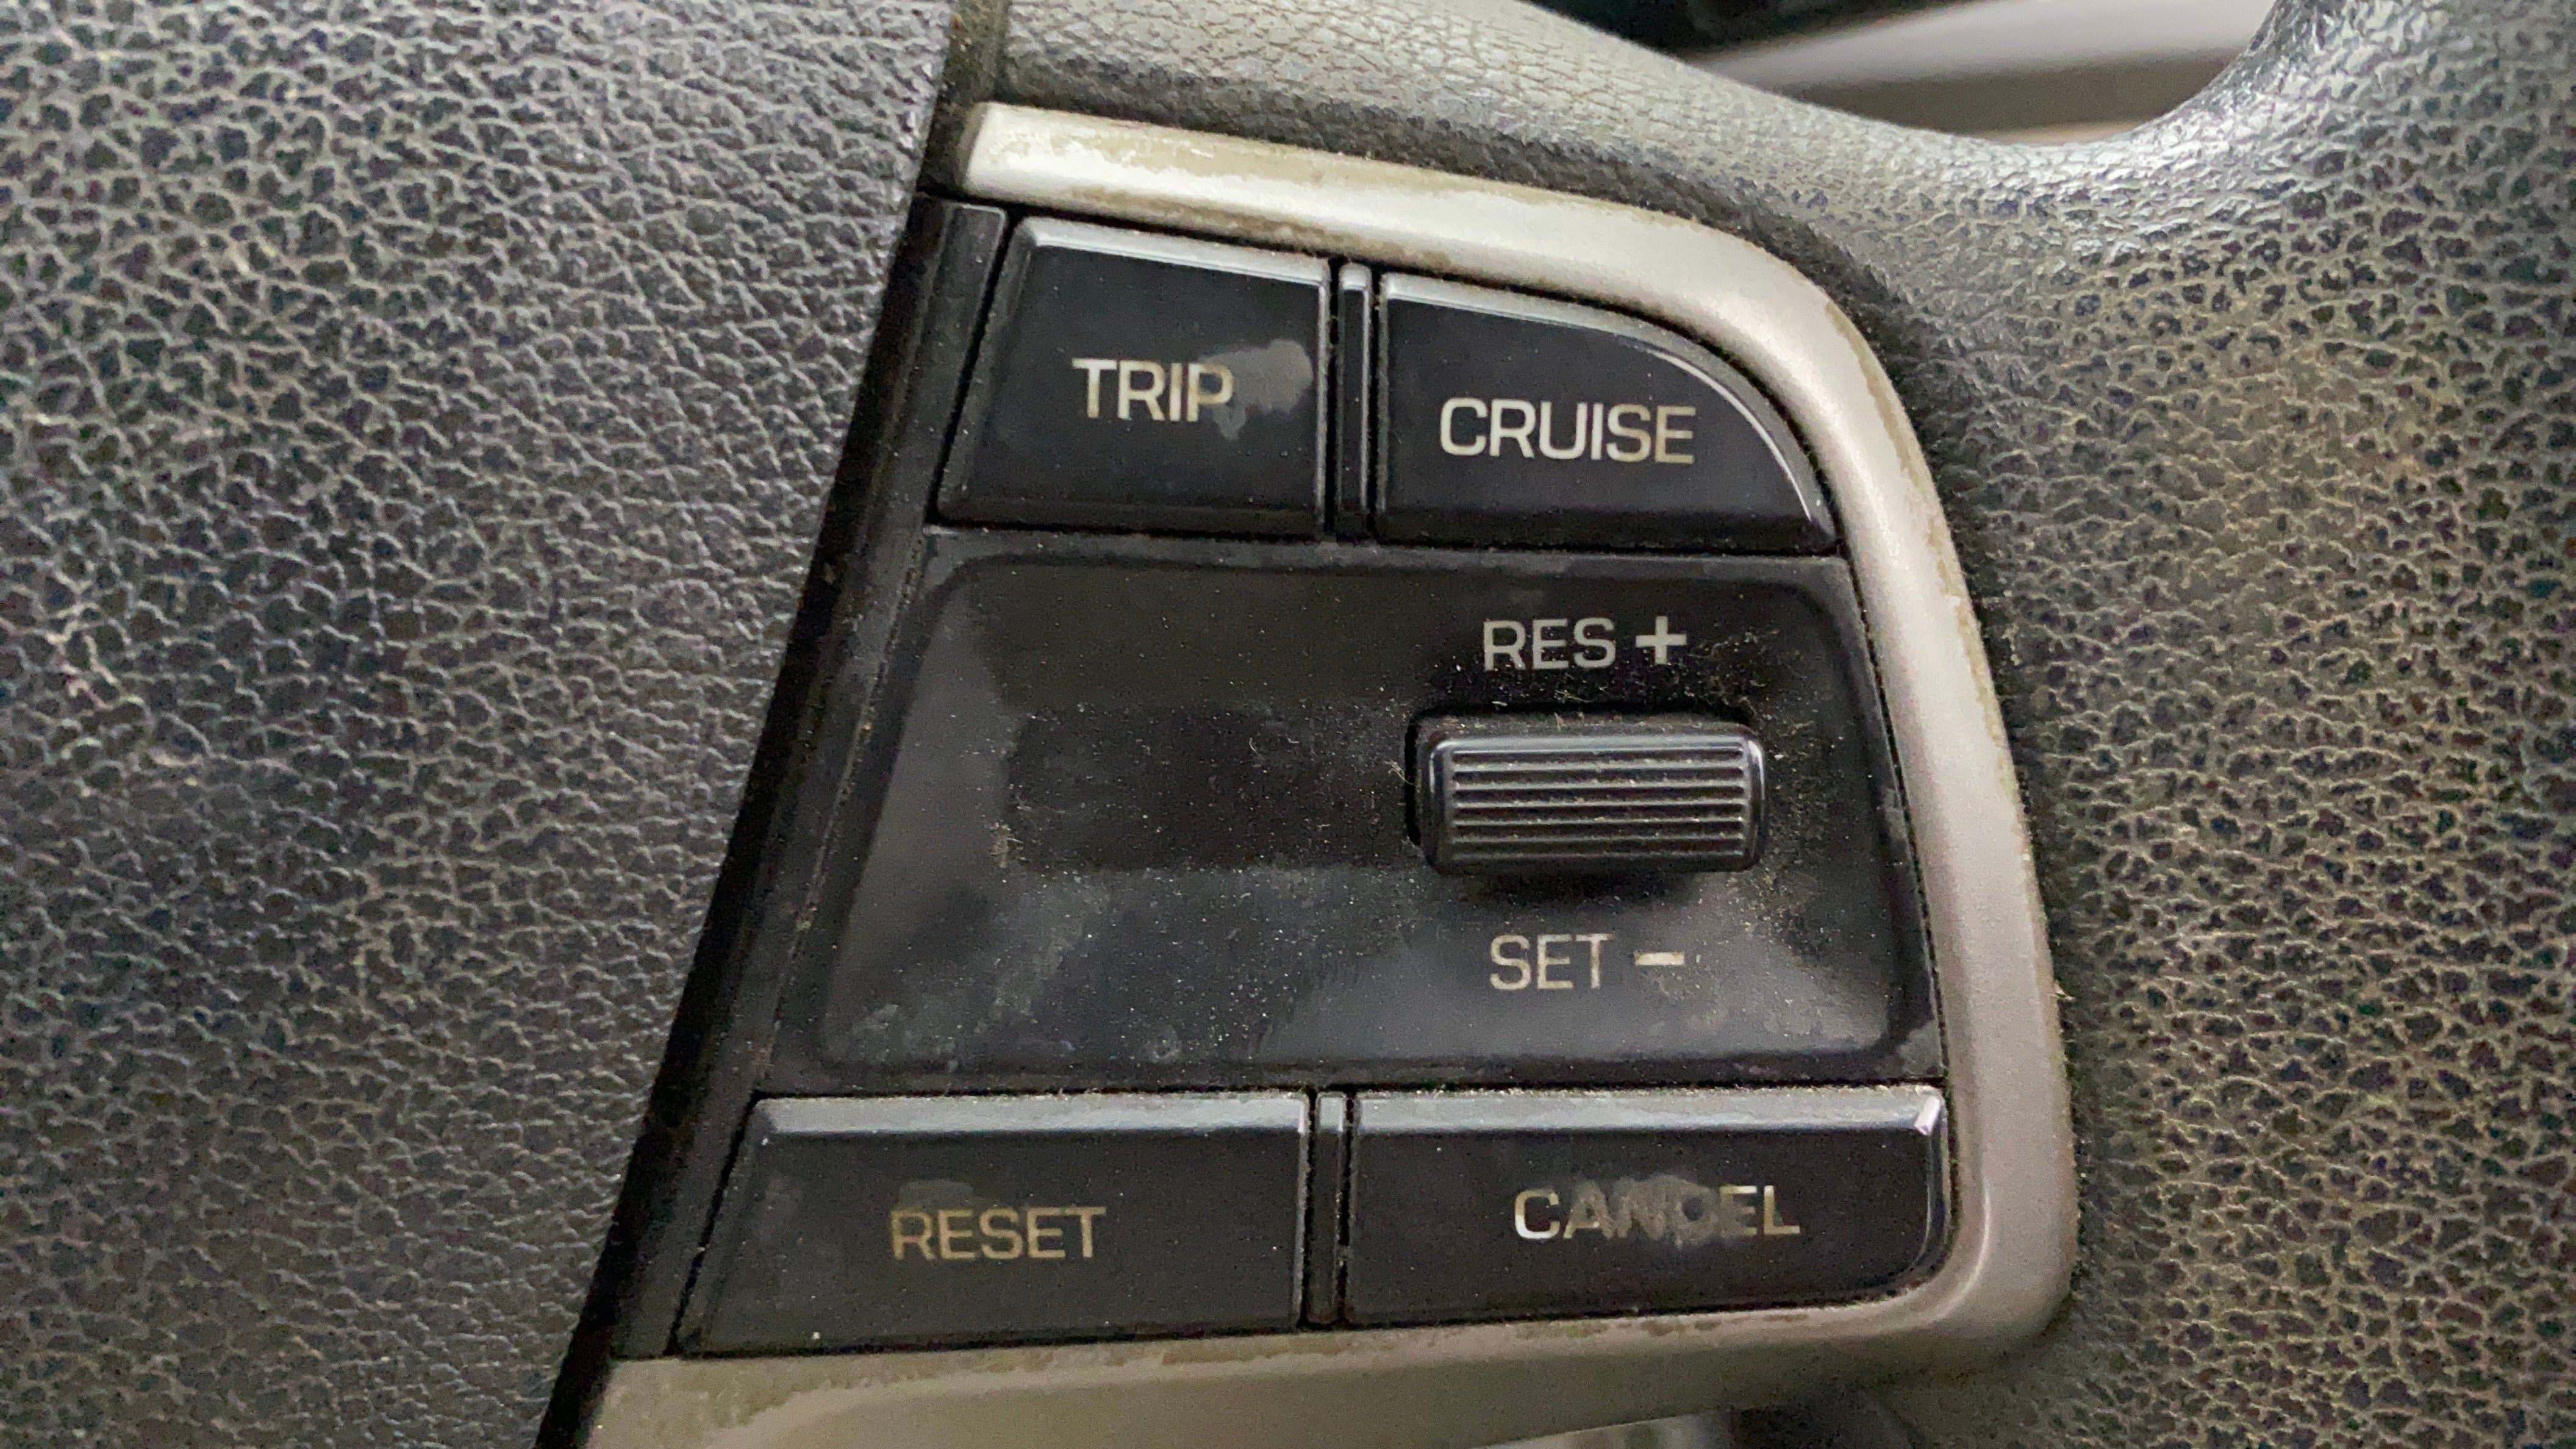 TRIP CRUISE
RES +
SET -
RESET CANCEL